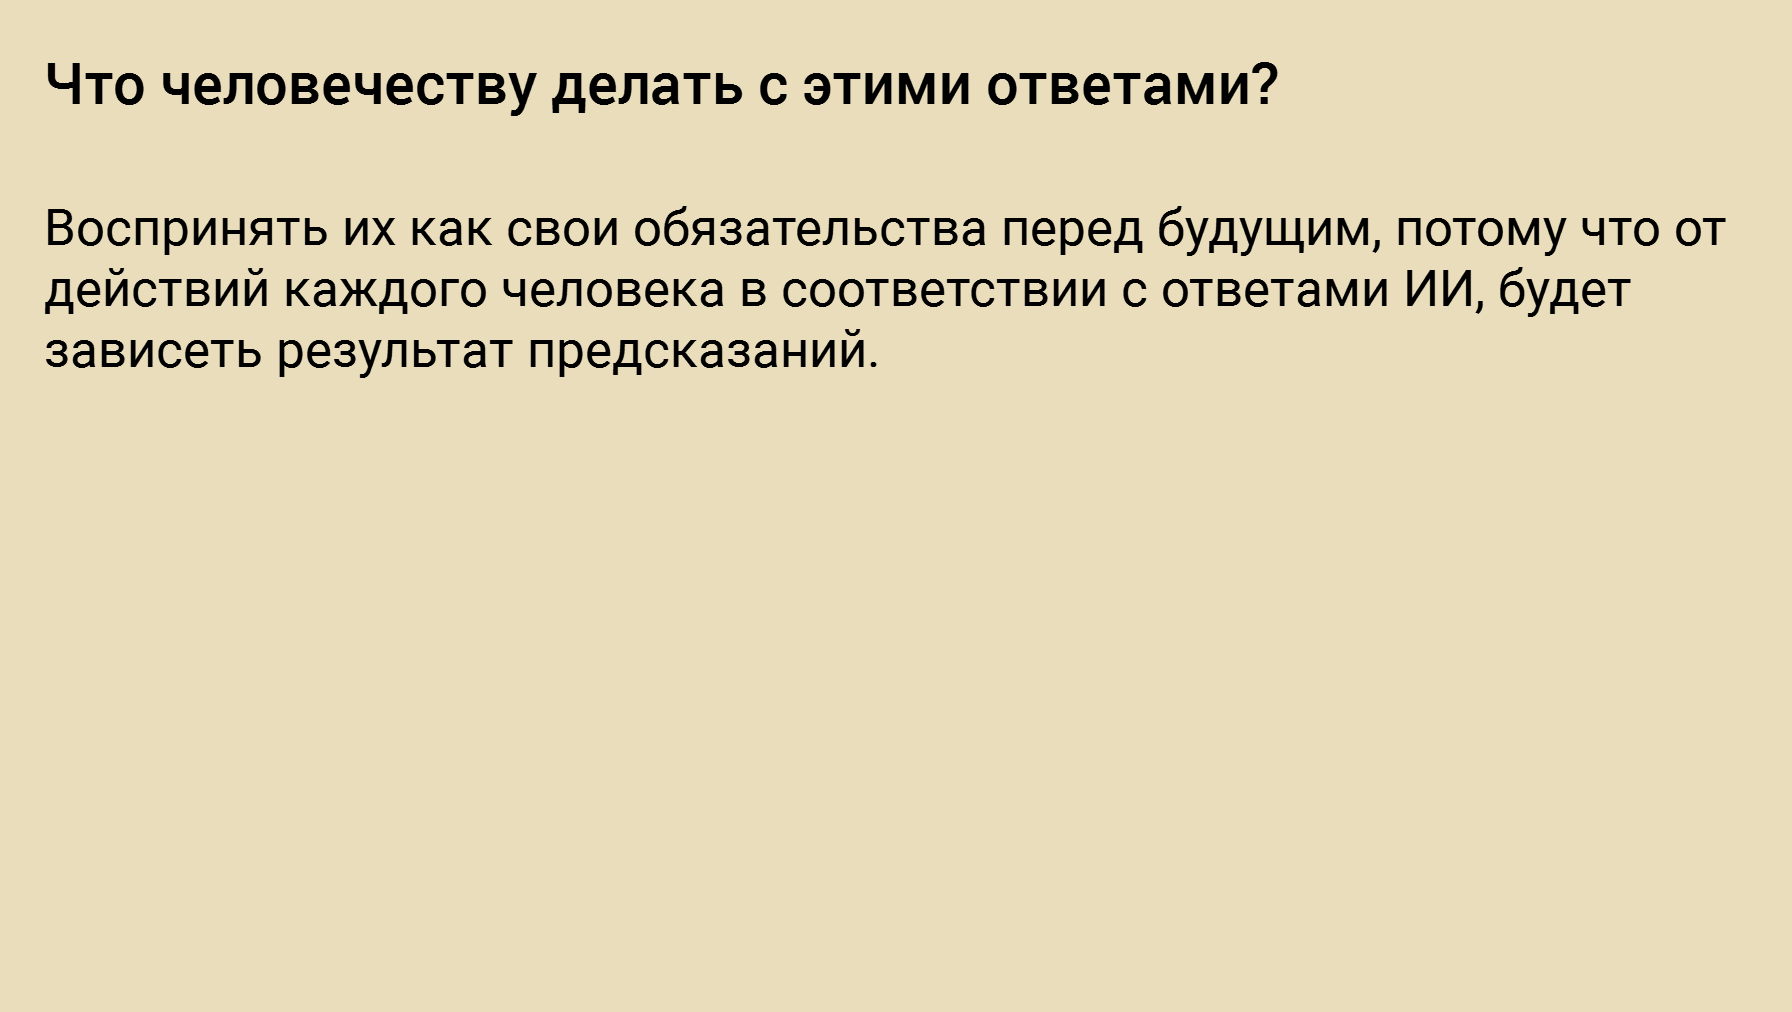 Что человечеству делать с этими ответами?
Воспринять их как свои обязательства перед будущим, потому что от
действий каждого человека в соответствии с ответами ИИ, будет
зависеть результат предсказаний.